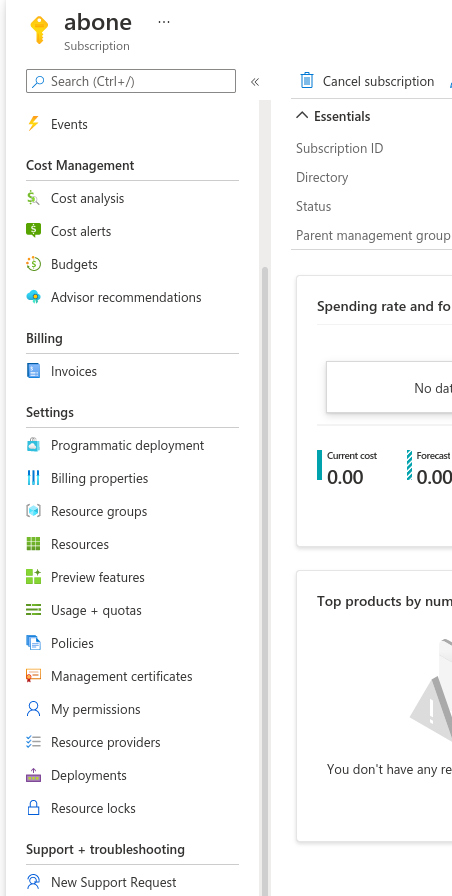 abone ...
Subscription
Search (Ctrl+/)
«
Events
Cost Management
Cost analysis
Cost alerts
Budgets
Advisor recommendations
Billing
Invoices
Settings
Programmatic deployment
Billing properties
Resource groups
Resources
Preview features
Usage + quotas
Policies
Management certificates
My permissions
Resource providers
Deployments
Resource locks
Support + troubleshooting
New Support Request
Cancel subscription
Essentials
Subscription ID
Directory
Status
Parent management group
Spending rate and fo
No dat
Current cost
0.00
Forecast
0.00
Top products by num
You don't have any re